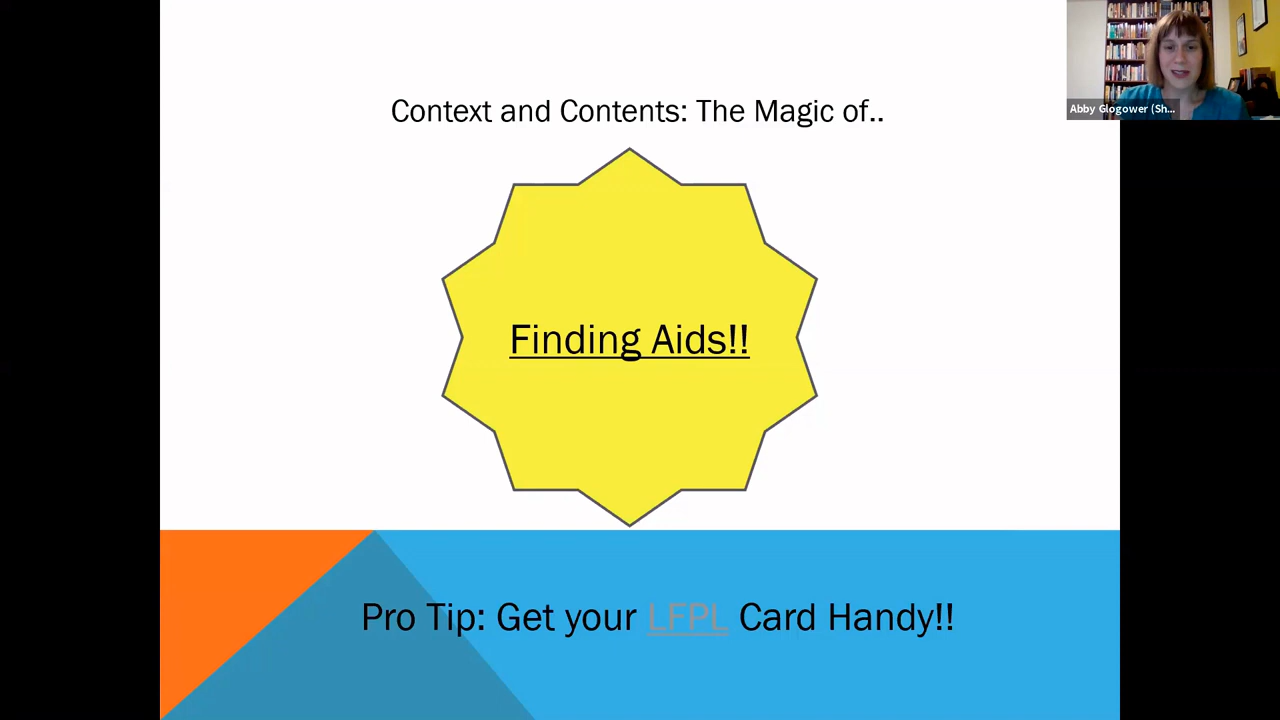 Context and Contents: The Magic of..
Abby Glogower (Sh...
Finding Aids!!
Pro Tip: Get your LFPL Card Handy!!